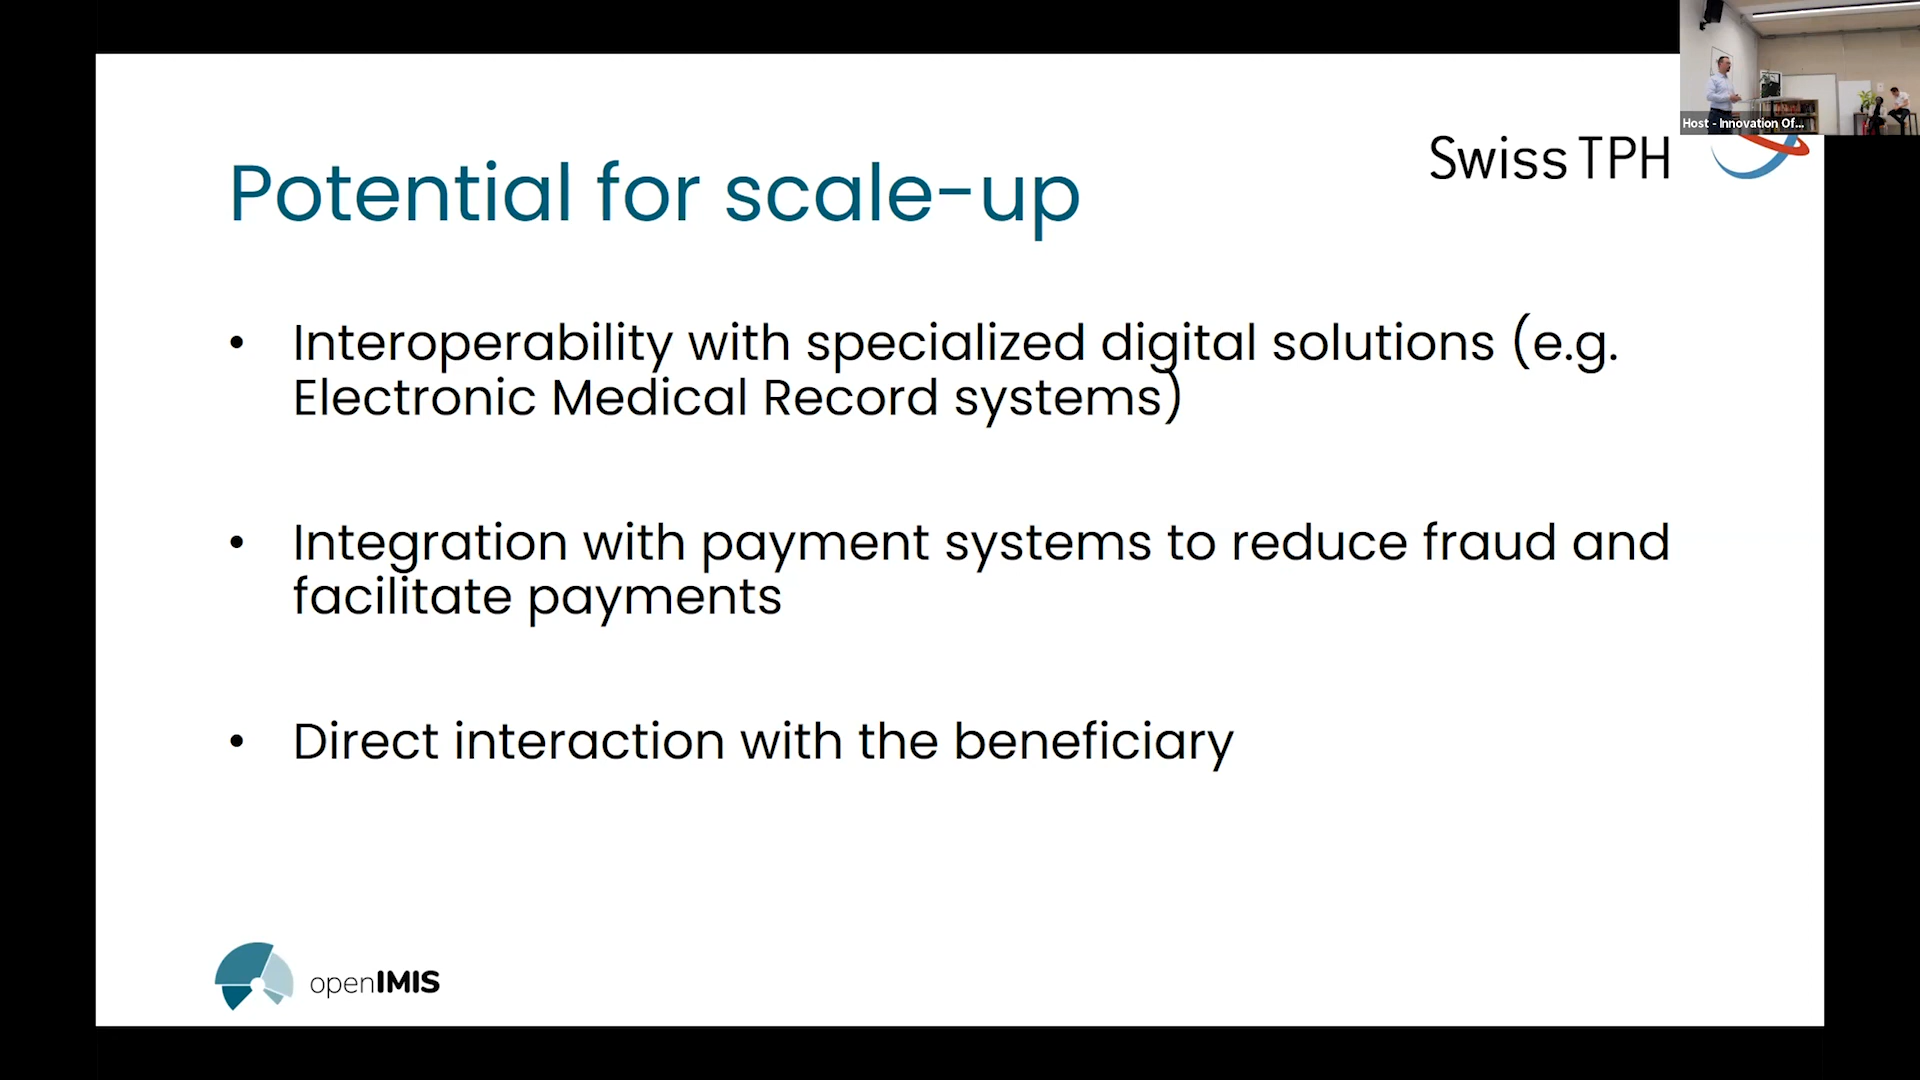 Host - Innovation Of...
Swiss TPH
Potential for scale-up
• Interoperability with specialized digital solutions (e.g.
Electronic Medical Record systems)
• Integration with payment systems to reduce fraud and
facilitate payments
• Direct interaction with the beneficiary
openIMIS